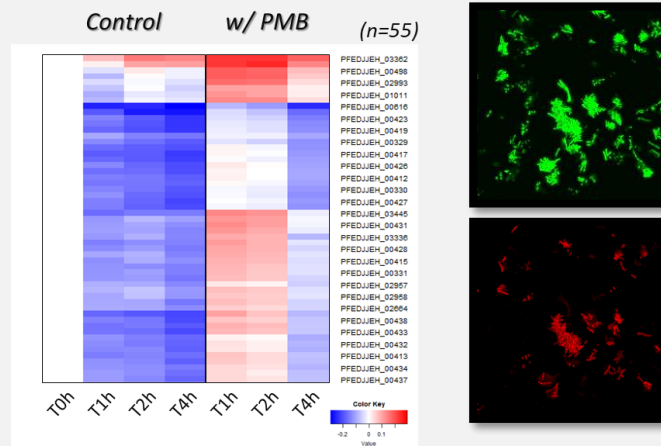 Control w/ PMB (n=55)
PFEDJJEH_03362
PFEDJJEH_00498
PFEDJJEH_02993
PFEDJJEH_01011
PFEDJJEH_00616
PFEDJJEH_00423
PFEDJJEH_00419
PFEDJJEH_00329
PFEDJJEH_00417
PFEDJJEH_00426
PFEDJJEH_00412
PFEDJJEH_00330
PFEDJJEH_00427
PFEDJJEH_03445
PFEDJJEH_00431
PFEDJJEH_03336
PFEDJJEH_00428
PFEDJJEH_00415
PFEDJJEH_00331
PFEDJJEH_02957
PFEDJJEH_02958
PFEDJJEH_02664
PFEDJJEH_00438
PFEDJJEH_00433
PFEDJJEH_00432
PFEDJJEH_00413
PFEDJJEH_00434
PFEDJJEH_00437
T0h T1h T2h T4h T1h T2h T4h
Color Key
-0.2 0 0.1
Value